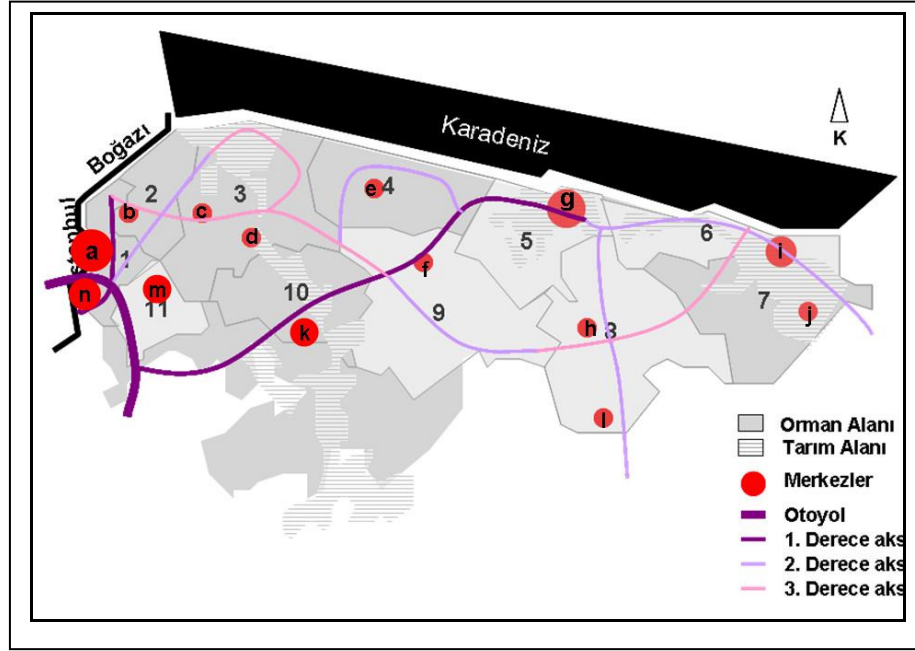 Karadeniz
Boğazı
K
2
3
4
e
b
c
g
d
5
6
a
1
i
f
n
m
11
10
9
7
k
h
8
j
l
Orman Alanı
Tarım Alanı
Merkezler
Otoyol
1. Derece aks
2. Derece aks
3. Derece aks